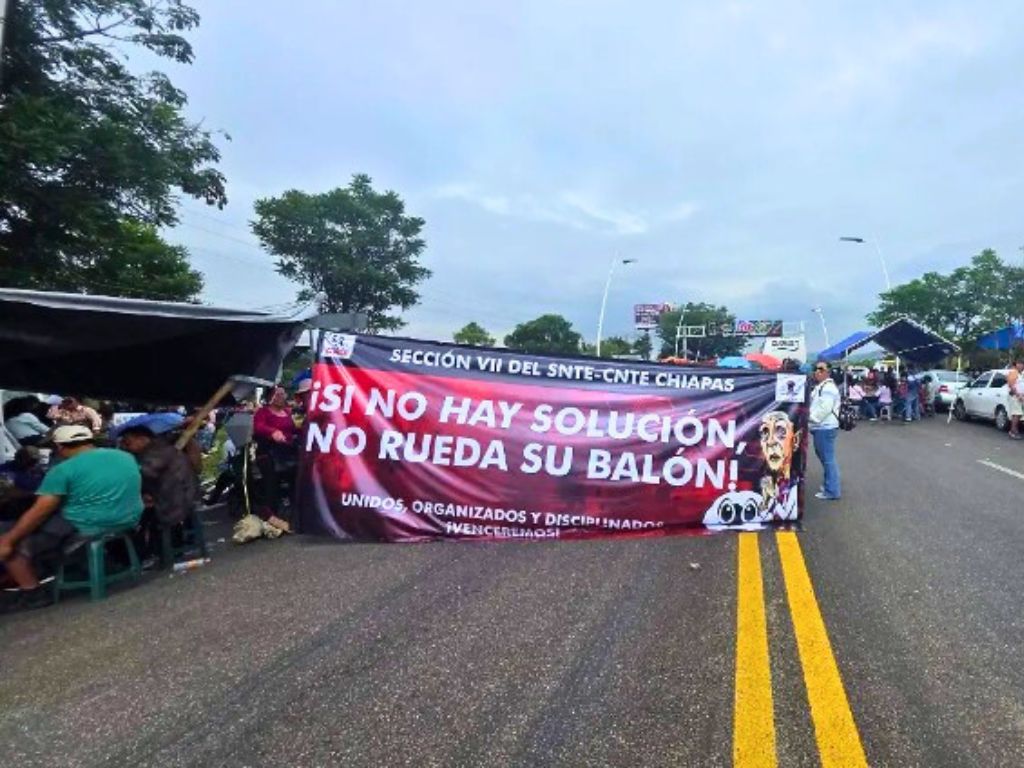 SECCIÓN VII DEL SNTE-CNTE CHIAPAS
¡SI NO HAY SOLUCIÓN,
NO RUEDA SU BALÓN!
UNIDOS, ORGANIZADOS Y DISCIPLINADOS
¡VENCEREMOS!